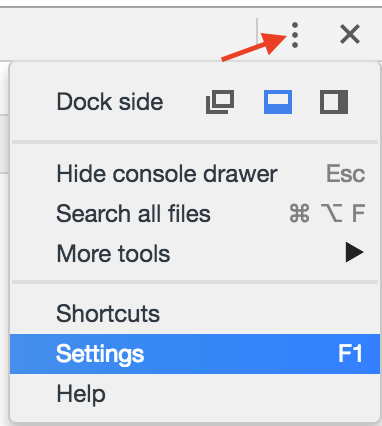 Dock side
Hide console drawer Esc
Search all files ⌘ ⌥ F
More tools ▶
Shortcuts
Settings F1
Help